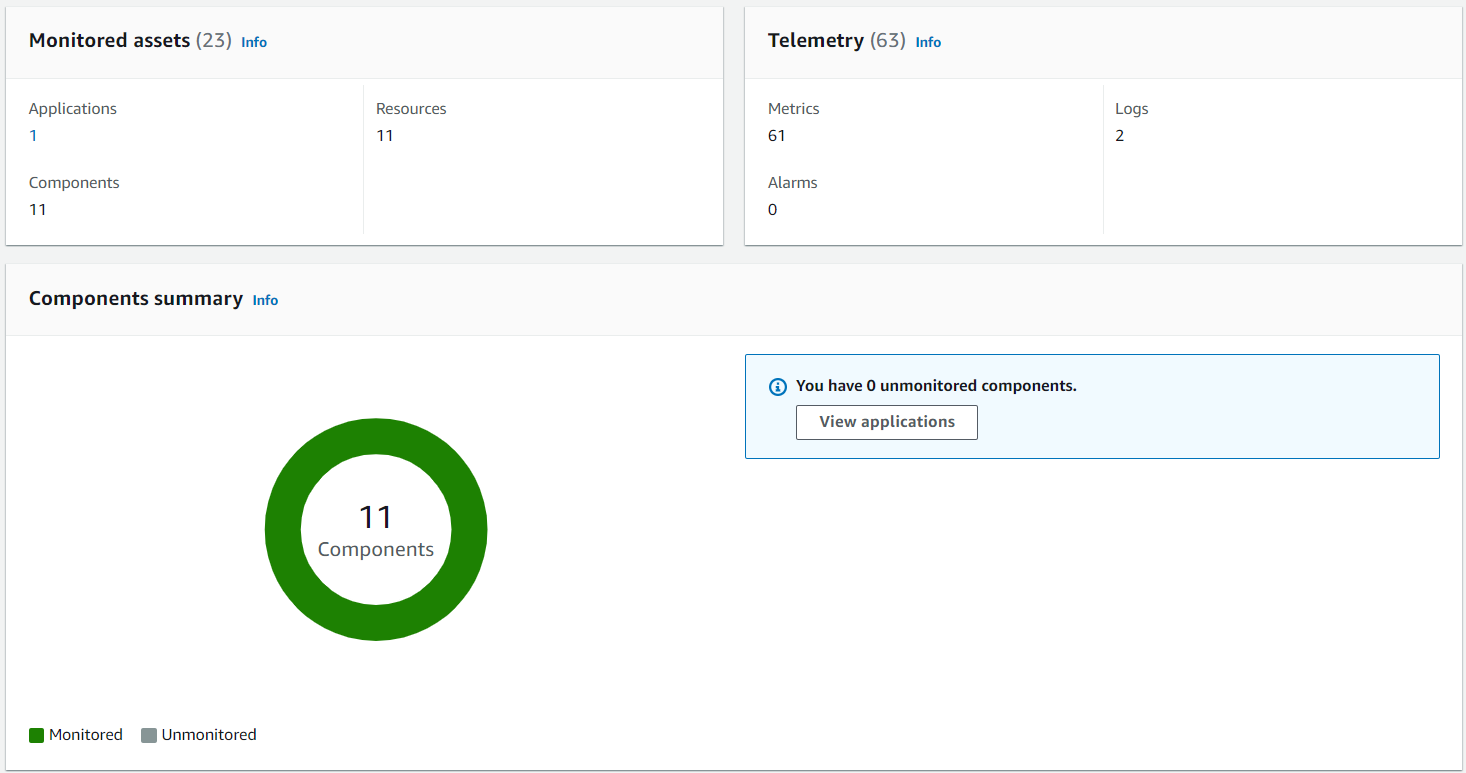 Monitored assets (23) Info
Applications
1
Resources
11
Components
11
Telemetry (63) Info
Metrics
61
Logs
2
Alarms
0
Components summary Info
You have 0 unmonitored components.
View applications
11
Components
Monitored
Unmonitored